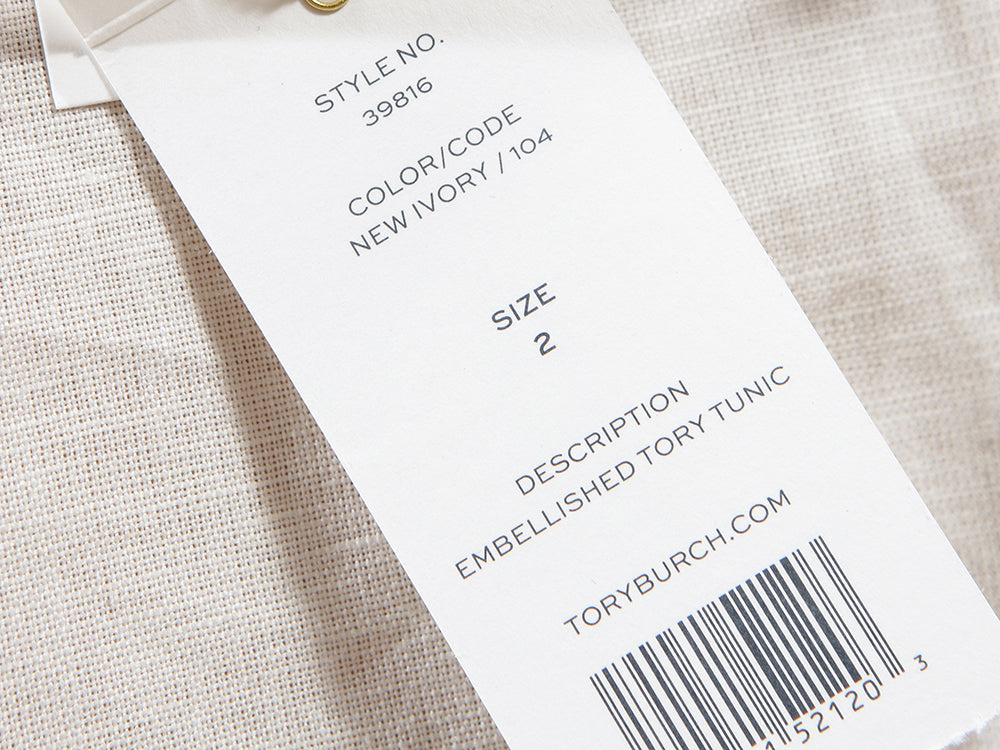 STYLE NO.
39816
COLOR/CODE
NEW IVORY / 104
SIZE
2
DESCRIPTION
EMBELLISHED TORY TUNIC
TORYBURCH.COM
52120 3